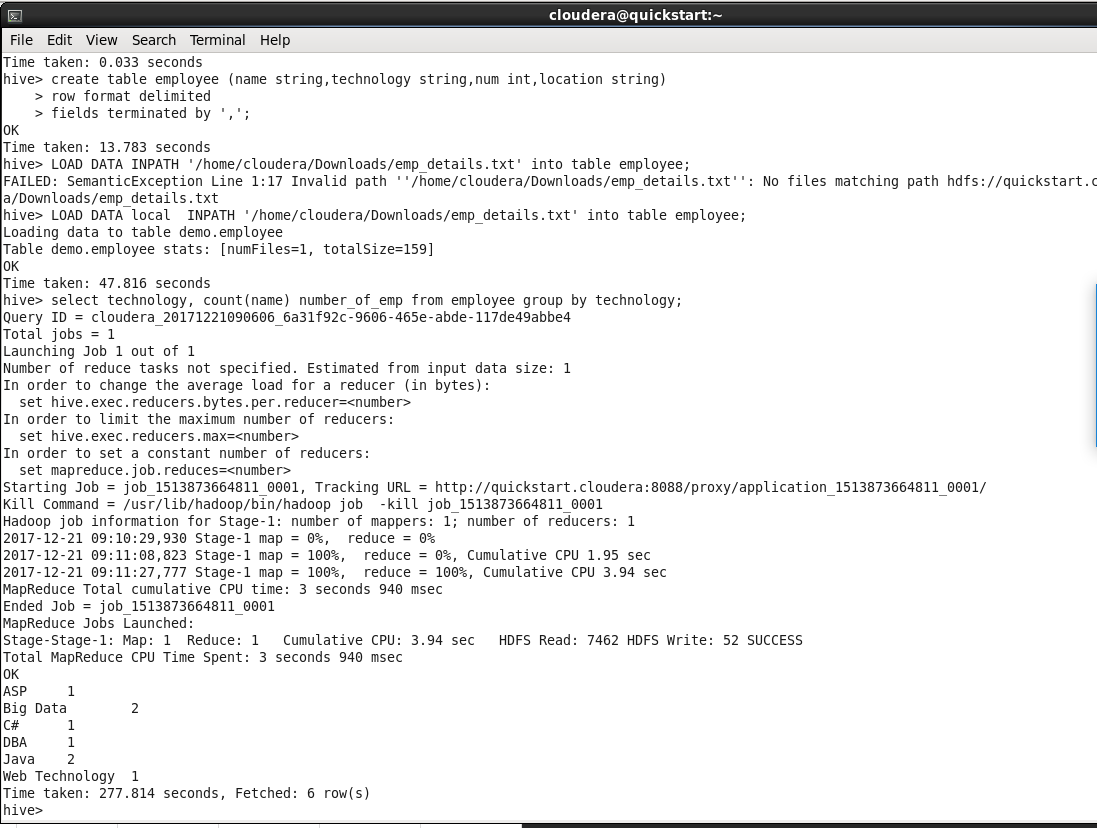 cloudera@quickstart:~
File Edit View Search Terminal Help
Time taken: 0.033 seconds
hive> create table employee (name string,technology string,num int,location string)
    > row format delimited
    > fields terminated by ',';
OK
Time taken: 13.783 seconds
hive> LOAD DATA INPATH '/home/cloudera/Downloads/emp_details.txt' into table employee;
FAILED: SemanticException Line 1:17 Invalid path ''/home/cloudera/Downloads/emp_details.txt'': No files matching path hdfs://quickstart.c
a/Downloads/emp_details.txt
hive> LOAD DATA local  INPATH '/home/cloudera/Downloads/emp_details.txt' into table employee;
Loading data to table demo.employee
Table demo.employee stats: [numFiles=1, totalSize=159]
OK
Time taken: 47.816 seconds
hive> select technology, count(name) number_of_emp from employee group by technology;
Query ID = cloudera_20171221090606_6a31f92c-9606-465e-abde-117de49abbe4
Total jobs = 1
Launching Job 1 out of 1
Number of reduce tasks not specified. Estimated from input data size: 1
In order to change the average load for a reducer (in bytes):
  set hive.exec.reducers.bytes.per.reducer=<number>
In order to limit the maximum number of reducers:
  set hive.exec.reducers.max=<number>
In order to set a constant number of reducers:
  set mapreduce.job.reduces=<number>
Starting Job = job_1513873664811_0001, Tracking URL = http://quickstart.cloudera:8088/proxy/application_1513873664811_0001/
Kill Command = /usr/lib/hadoop/bin/hadoop job  -kill job_1513873664811_0001
Hadoop job information for Stage-1: number of mappers: 1; number of reducers: 1
2017-12-21 09:10:29,930 Stage-1 map = 0%,  reduce = 0%
2017-12-21 09:11:08,823 Stage-1 map = 100%,  reduce = 0%, Cumulative CPU 1.95 sec
2017-12-21 09:11:27,777 Stage-1 map = 100%,  reduce = 100%, Cumulative CPU 3.94 sec
MapReduce Total cumulative CPU time: 3 seconds 940 msec
Ended Job = job_1513873664811_0001
MapReduce Jobs Launched:
Stage-Stage-1: Map: 1  Reduce: 1   Cumulative CPU: 3.94 sec   HDFS Read: 7462 HDFS Write: 52 SUCCESS
Total MapReduce CPU Time Spent: 3 seconds 940 msec
OK
ASP     1
Big Data        2
C#      1
DBA     1
Java    2
Web Technology  1
Time taken: 277.814 seconds, Fetched: 6 row(s)
hive>